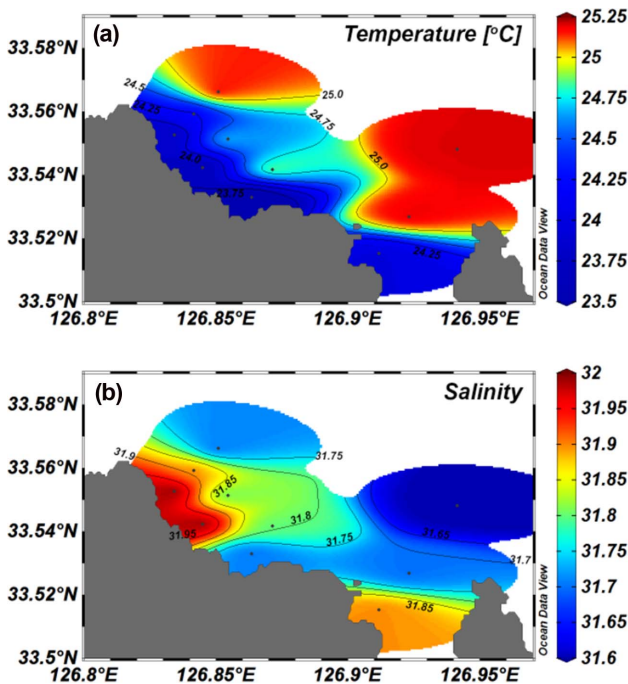 (a)
Temperature [°C]
33.58°N
33.56°N
33.54°N
33.52°N
33.5°N
126.8°E
126.85°E
126.9°E
126.95°E
24.5
24.25
24.0
23.75
25.0
24.75
25.0
24.25
Ocean Data View
25.25
25
24.75
24.5
24.25
24
23.75
23.5
(b)
Salinity
33.58°N
33.56°N
33.54°N
33.52°N
33.5°N
126.8°E
126.85°E
126.9°E
126.95°E
31.9
31.85
31.95
31.8
31.75
31.75
31.65
31.7
31.85
Ocean Data View
32
31.95
31.9
31.85
31.8
31.75
31.7
31.65
31.6